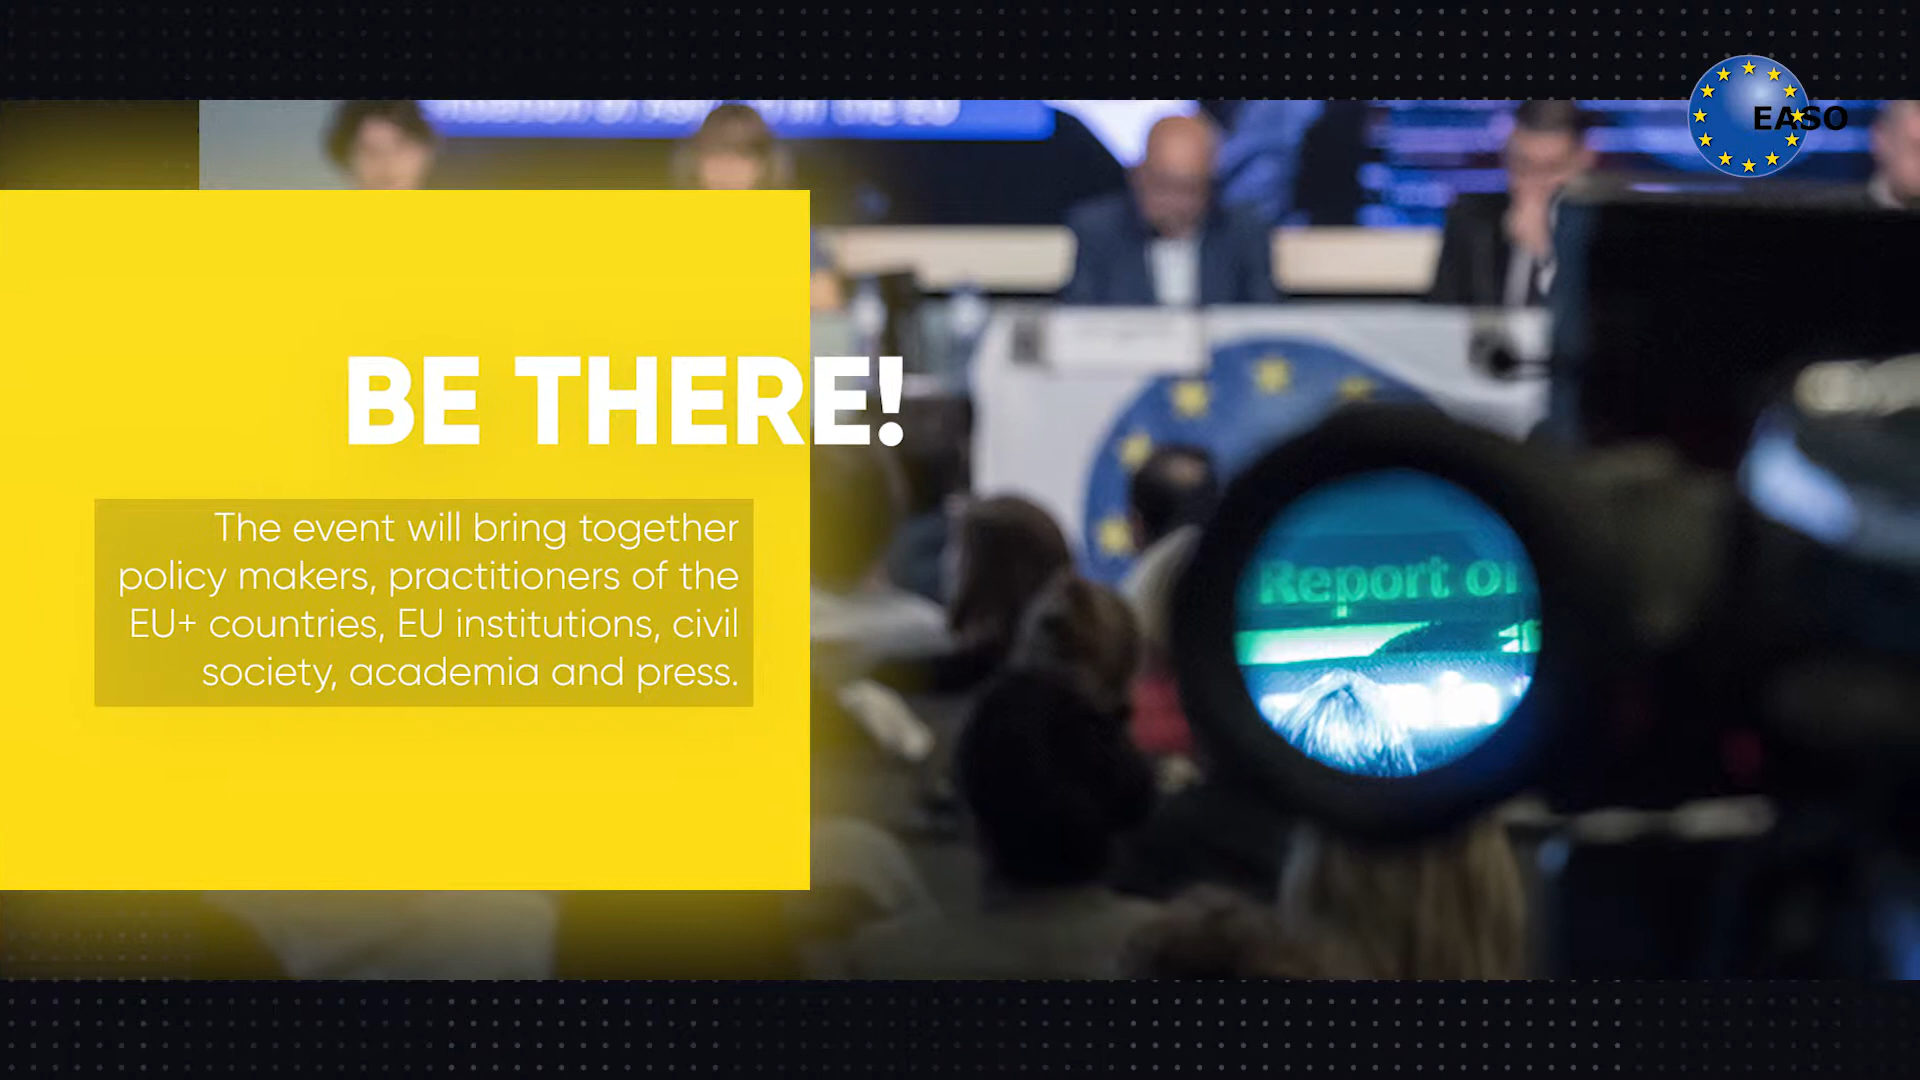 EASO
BE THERE!
The event will bring together
policy makers, practitioners of the
EU+ countries, EU institutions, civil
society, academia and press.
Report